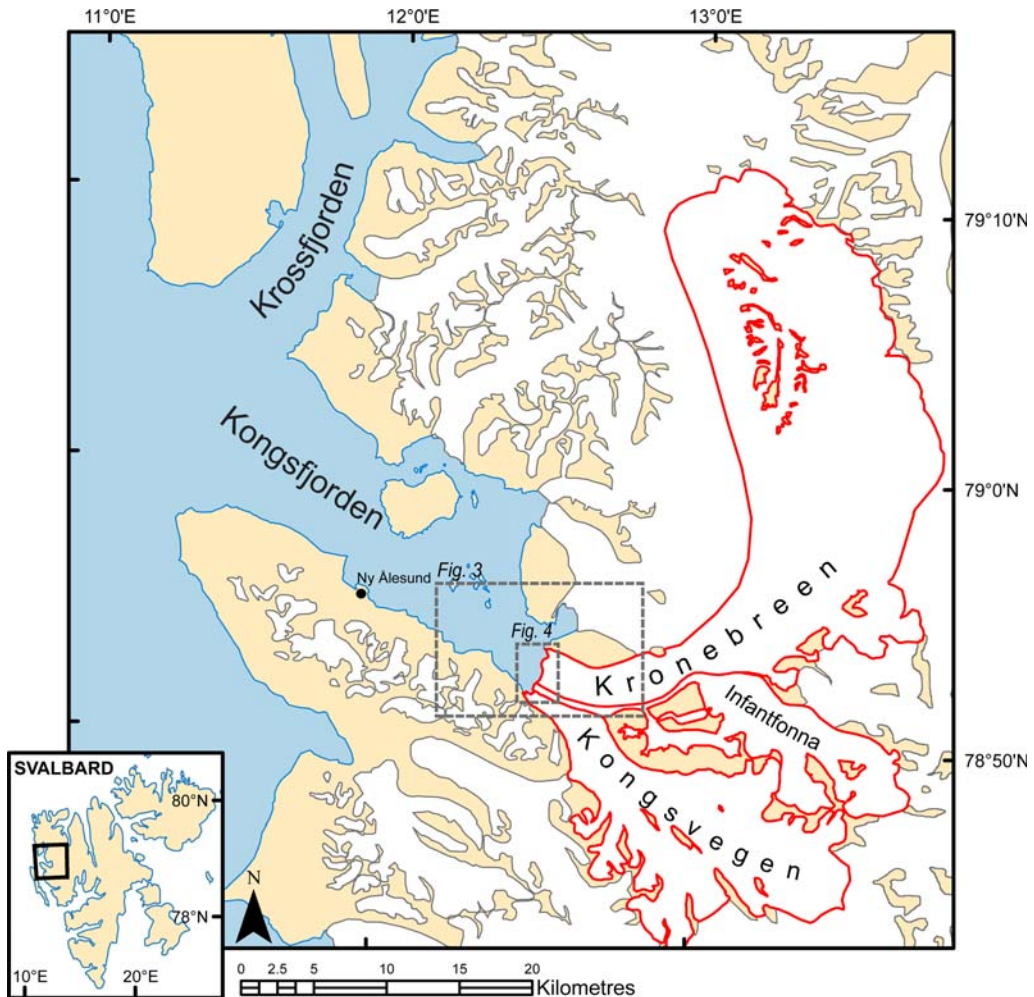 11°0'E
12°0'E
13°0'E
Krossfjorden
79°10'N
Kongsfjorden
79°0'N
Fig. 3
Ny Ålesund
Fig. 4
Kronebreen
Infantfonna
Kongsvegen
78°50'N
SVALBARD
80°N
78°N
10°E
20°E
N
0 2.5 5 10 15 20
Kilometres